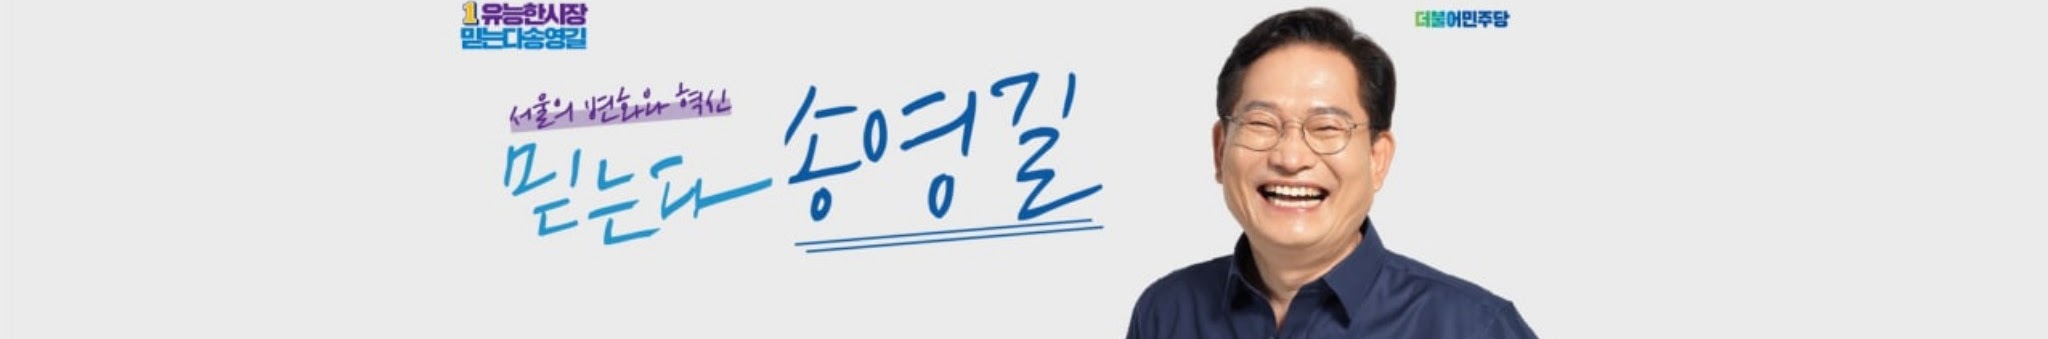 1 유능한시장
믿는다송영길
더불어민주당
서울의 변화와 혁신
믿는다 송영길